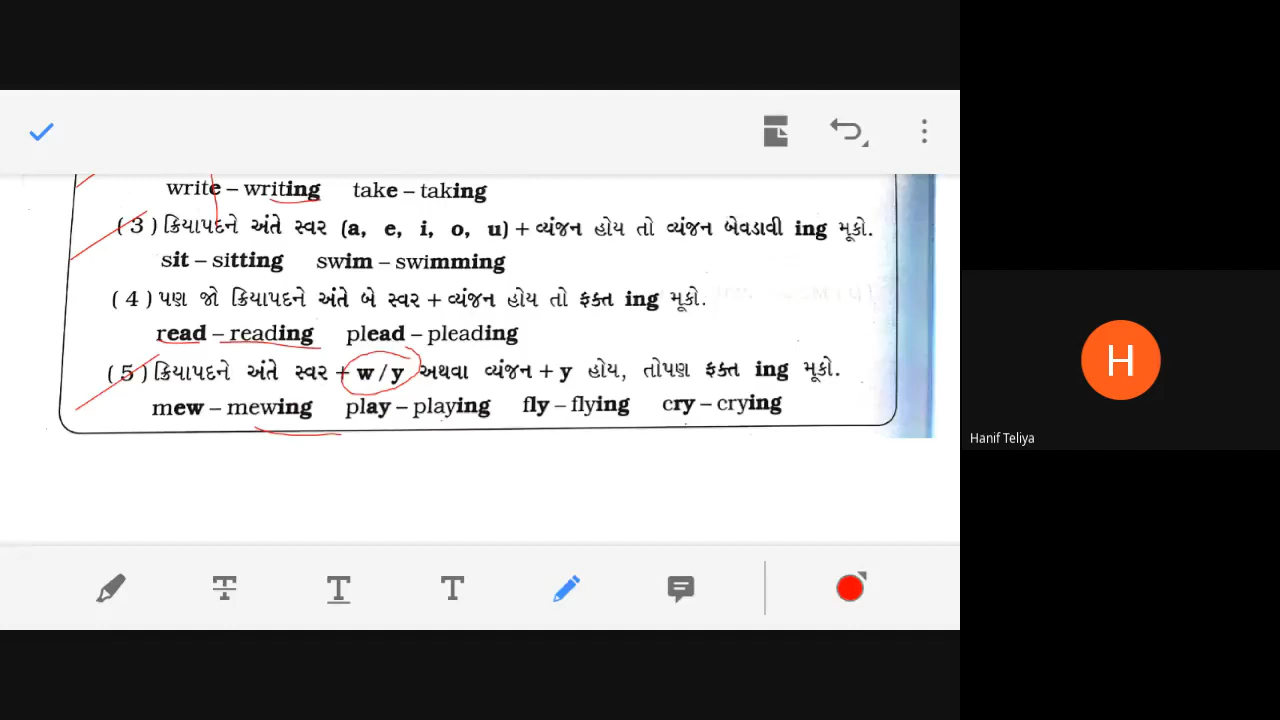 write – writing take – taking
( 3 ) ક્રિયાપદને અંતે સ્વર (a, e, i, o, u) + વ્યંજન હોય તો વ્યંજન બેવડાવી ing મૂકો.
sit – sitting swim – swimming
( 4 ) પણ જો ક્રિયાપદને અંતે બે સ્વર + વ્યંજન હોય તો ફક્ત ing મૂકો.
read – reading plead – pleading
( 5 ) ક્રિયાપદને અંતે સ્વર + w / y અથવા વ્યંજન + y હોય, તોપણ ફક્ત ing મૂકો.
mew – mewing play – playing fly – flying cry – crying
H
Hanif Teliya